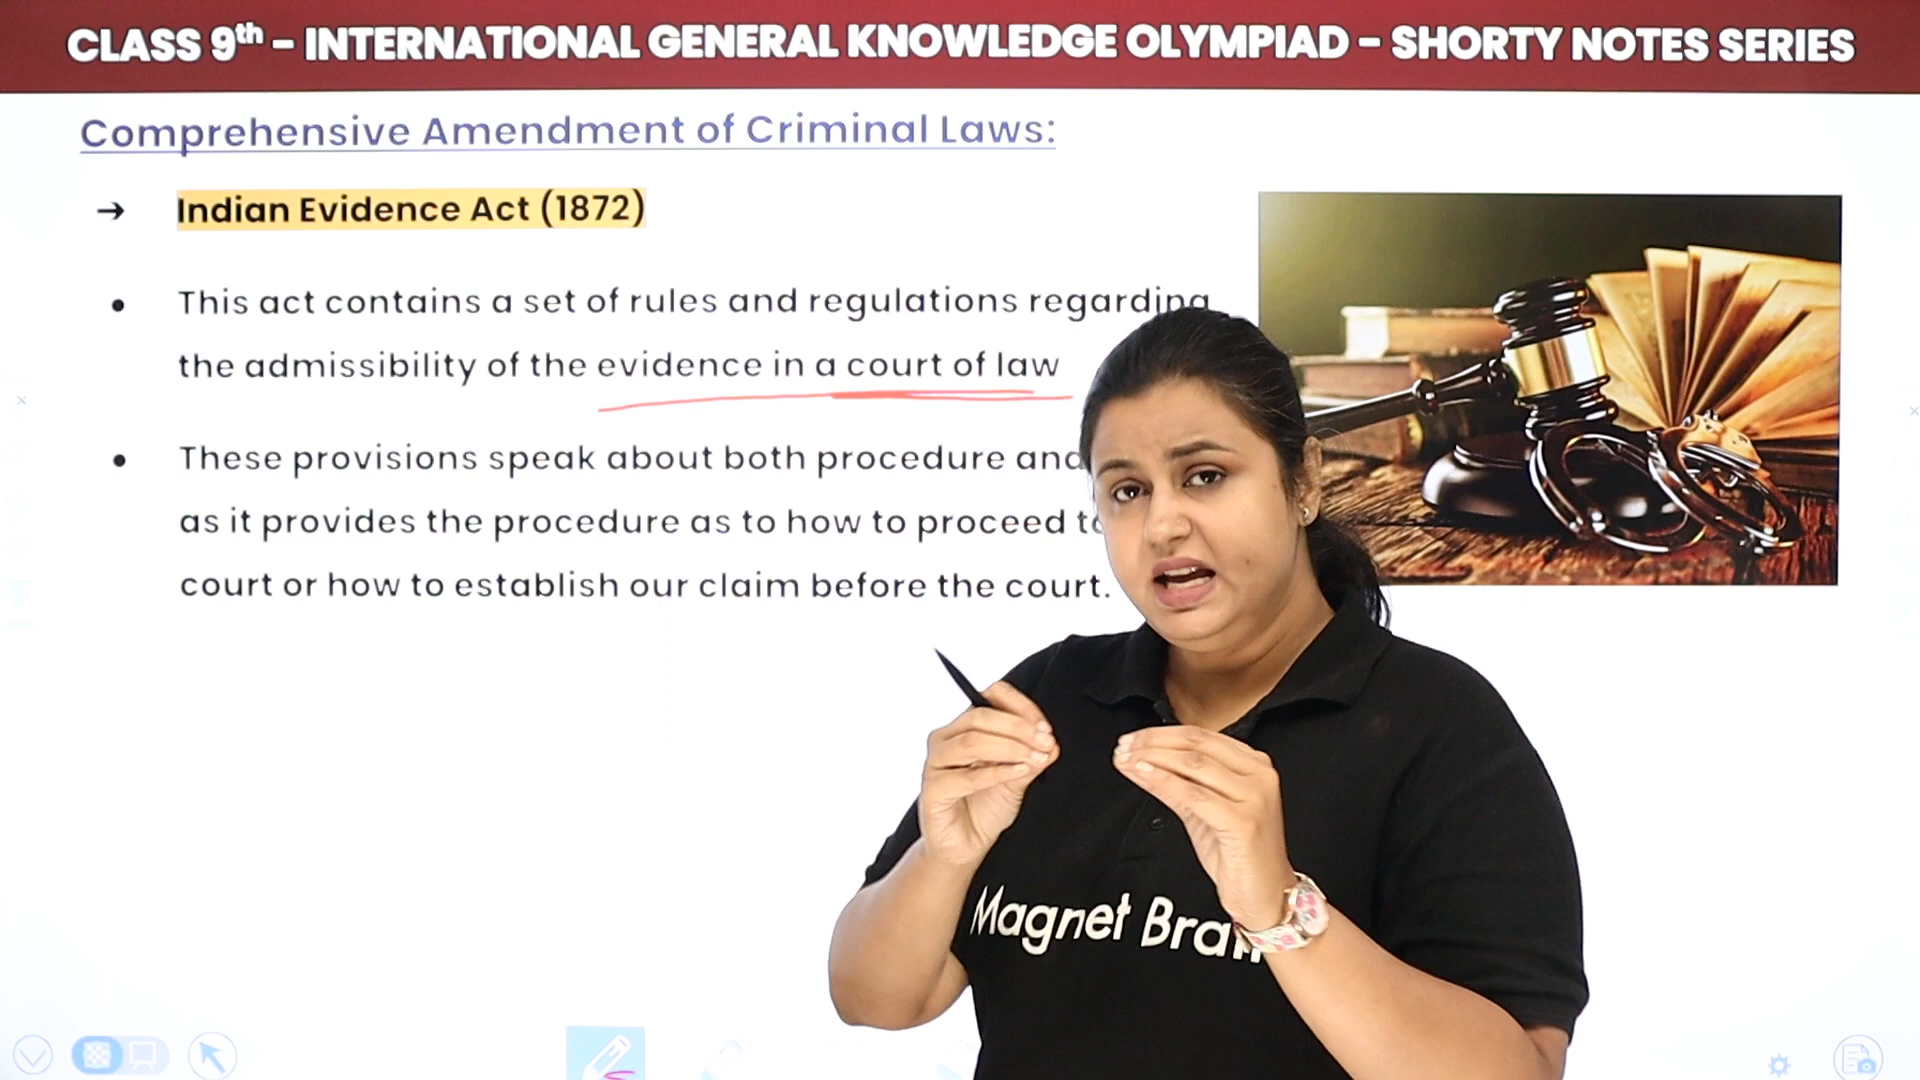 CLASS 9th - INTERNATIONAL GENERAL KNOWLEDGE OLYMPIAD - SHORTY NOTES SERIES
Comprehensive Amendment of Criminal Laws:
→ Indian Evidence Act (1872)
• This act contains a set of rules and regulations regarding
the admissibility of the evidence in a court of law
• These provisions speak about both procedure and
as it provides the procedure as to how to proceed to
court or how to establish our claim before the court.
Magnet Brain